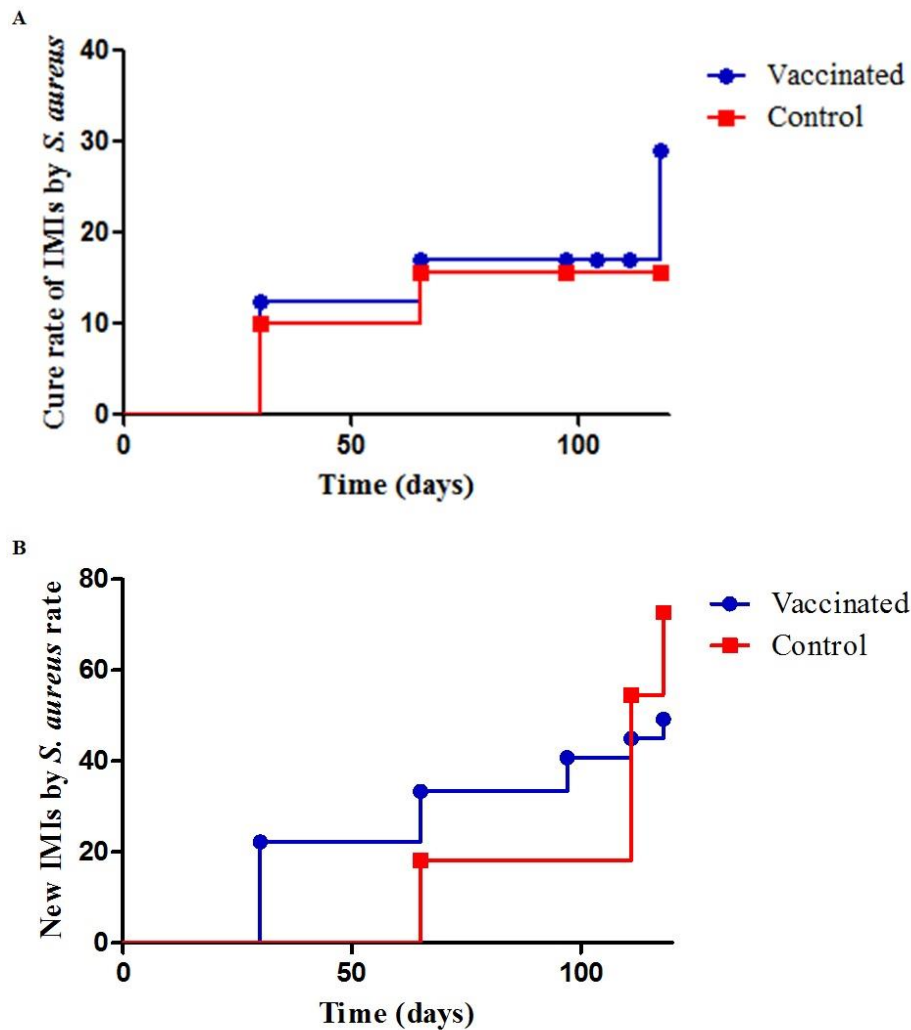 A
Cure rate of IMIs by S. aureus
40
30
20
10
0
0
50
100
Time (days)
Vaccinated
Control
B
New IMIs by S. aureus rate
80
60
40
20
0
0
50
100
Time (days)
Vaccinated
Control